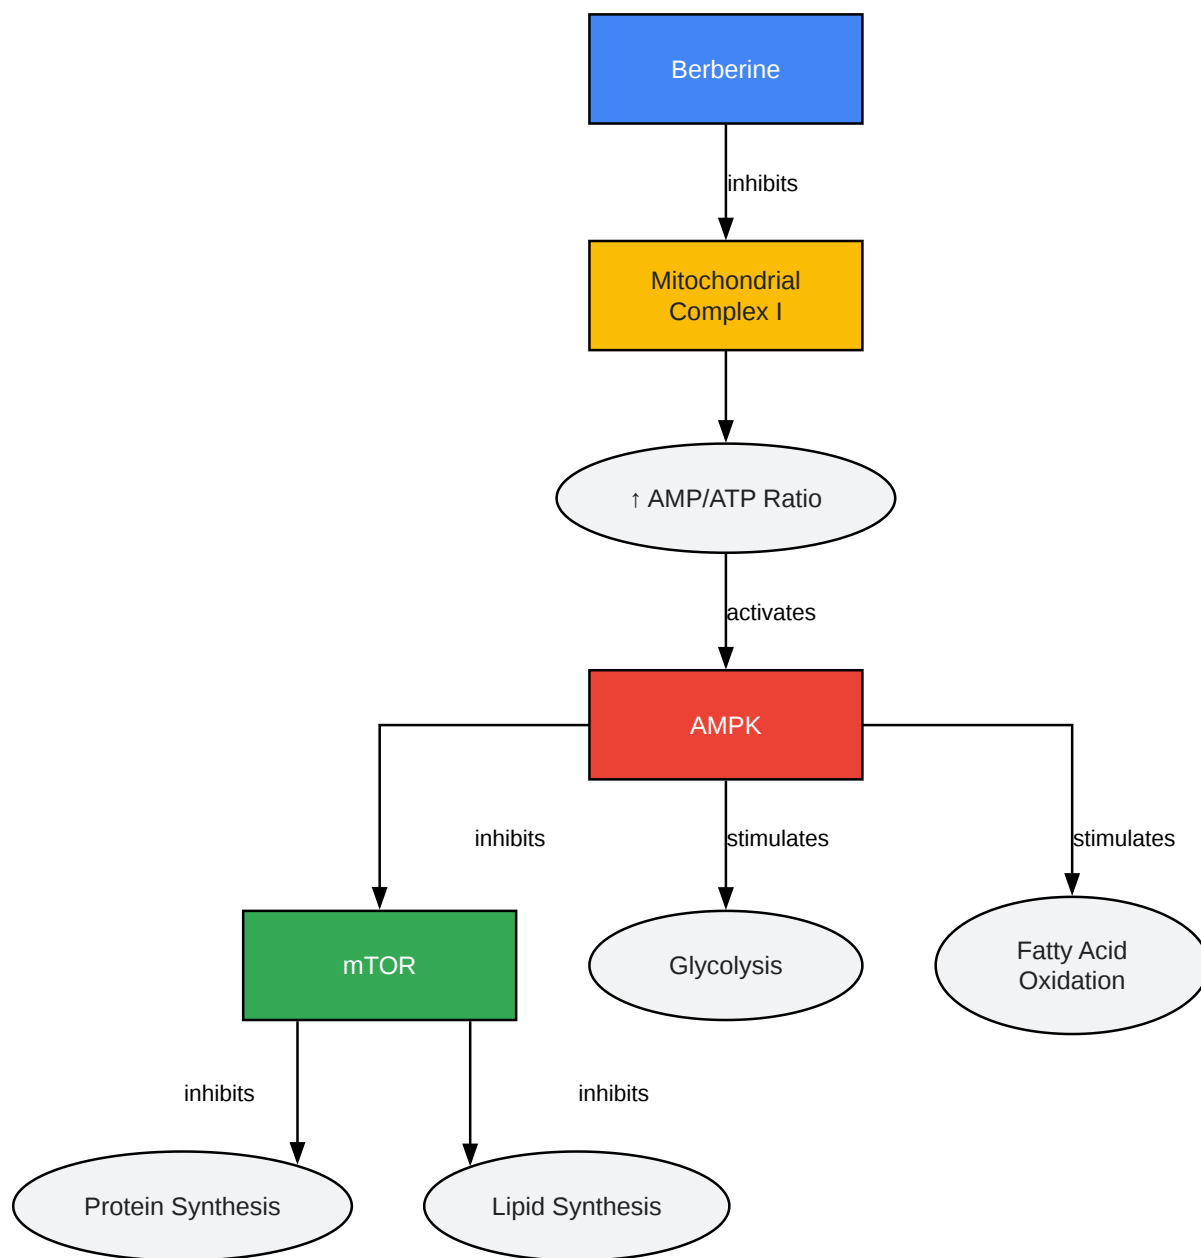 Berberine
inhibits
Mitochondrial
Complex I
↑ AMP/ATP Ratio
activates
AMPK
inhibits
stimulates
stimulates
mTOR
Glycolysis
Fatty Acid
Oxidation
inhibits
inhibits
Protein Synthesis
Lipid Synthesis